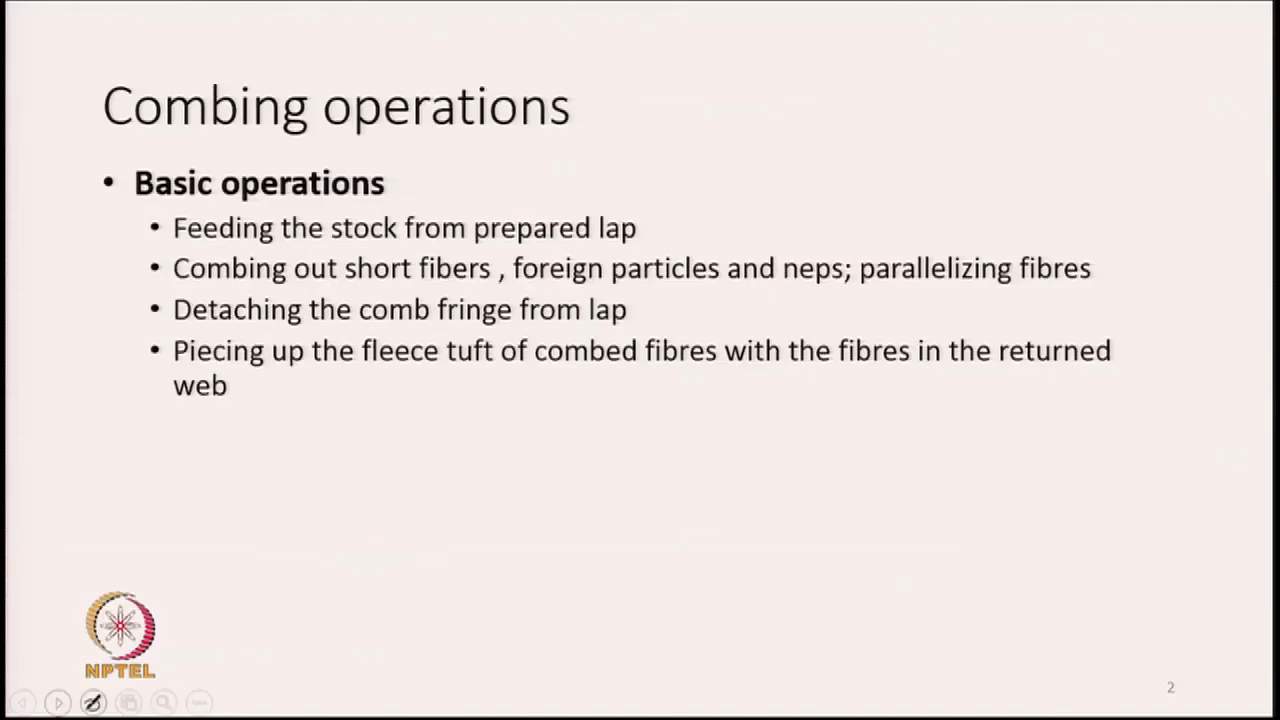 Combing operations
• Basic operations
• Feeding the stock from prepared lap
• Combing out short fibers , foreign particles and neps; parallelizing fibres
• Detaching the comb fringe from lap
• Piecing up the fleece tuft of combed fibres with the fibres in the returned
web
NPTEL
2